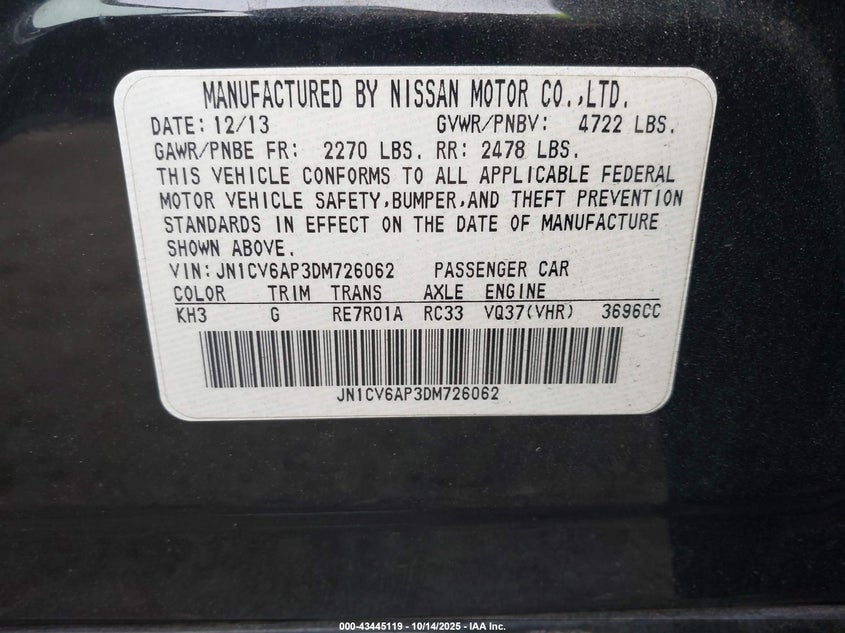 MANUFACTURED BY NISSAN MOTOR CO.,LTD.
DATE: 12/13 GVWR/PNBV: 4722 LBS.
GAWR/PNBE FR: 2270 LBS. RR: 2478 LBS.
THIS VEHICLE CONFORMS TO ALL APPLICABLE FEDERAL
MOTOR VEHICLE SAFETY,BUMPER,AND THEFT PREVENTION
STANDARDS IN EFFECT ON THE DATE OF MANUFACTURE
SHOWN ABOVE.
VIN:JN1CV6AP3DM726062 PASSENGER CAR
COLOR TRIM TRANS AXLE ENGINE
KH3 G RE7R01A RC33 VQ37(VHR) 3696CC
JN1CV6AP3DM726062
000-43445119 - 10/14/2025 - IAA Inc.